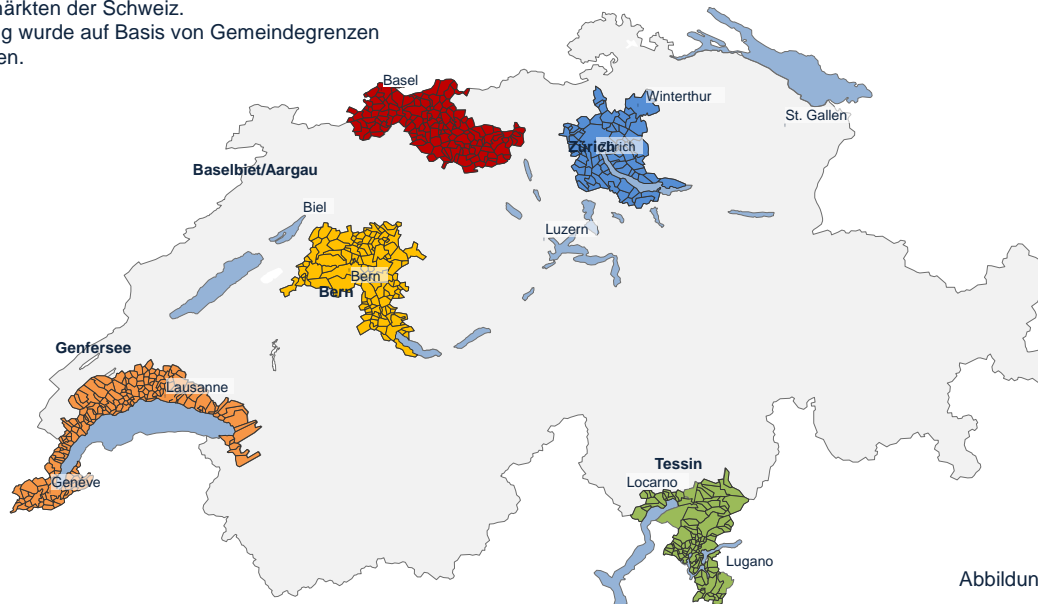 märkten der Schweiz.
g wurde auf Basis von Gemeindegrenzen
en.
Basel
Winterthur
St. Gallen
Zürich
Zürich
Baselbiet/Aargau
Biel
Luzern
Bern
Bern
Genfersee
Lausanne
Tessin
Locarno
Genève
Lugano
Abbildun